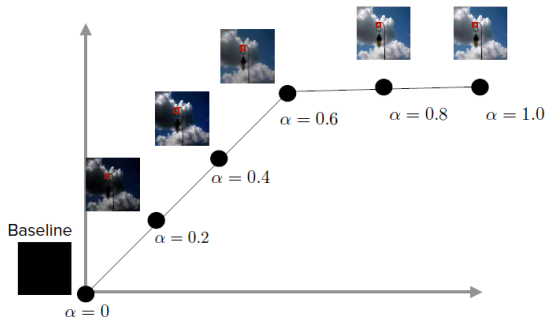 α = 1.0
α = 0.8
α = 0.6
α = 0.4
α = 0.2
Baseline
α = 0